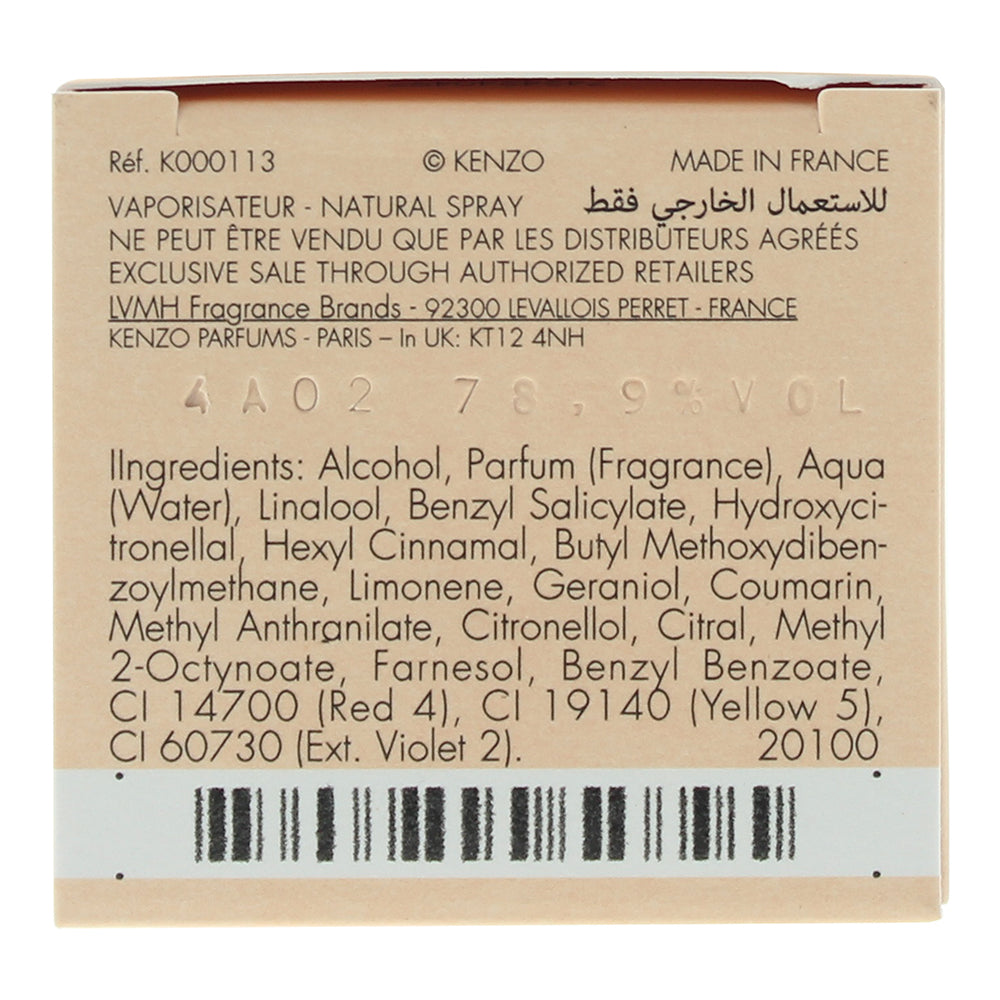 Réf. K000113 © KENZO MADE IN FRANCE
VAPORISATEUR - NATURAL SPRAY للاستعمال الخارجي فقط
NE PEUT ÊTRE VENDU QUE PAR LES DISTRIBUTEURS AGRÉÉS
EXCLUSIVE SALE THROUGH AUTHORIZED RETAILERS
LVMH Fragrance Brands - 92300 LEVALLOIS PERRET - FRANCE
KENZO PARFUMS - PARIS – In UK: KT12 4NH
4A02 78,9%VOL
IIngredients: Alcohol, Parfum (Fragrance), Aqua
(Water), Linalool, Benzyl Salicylate, Hydroxyci-
tronellal, Hexyl Cinnamal, Butyl Methoxydiben-
zoylmethane, Limonene, Geraniol, Coumarin,
Methyl Anthranilate, Citronellol, Citral, Methyl
2-Octynoate, Farnesol, Benzyl Benzoate,
CI 14700 (Red 4), CI 19140 (Yellow 5),
CI 60730 (Ext. Violet 2). 20100